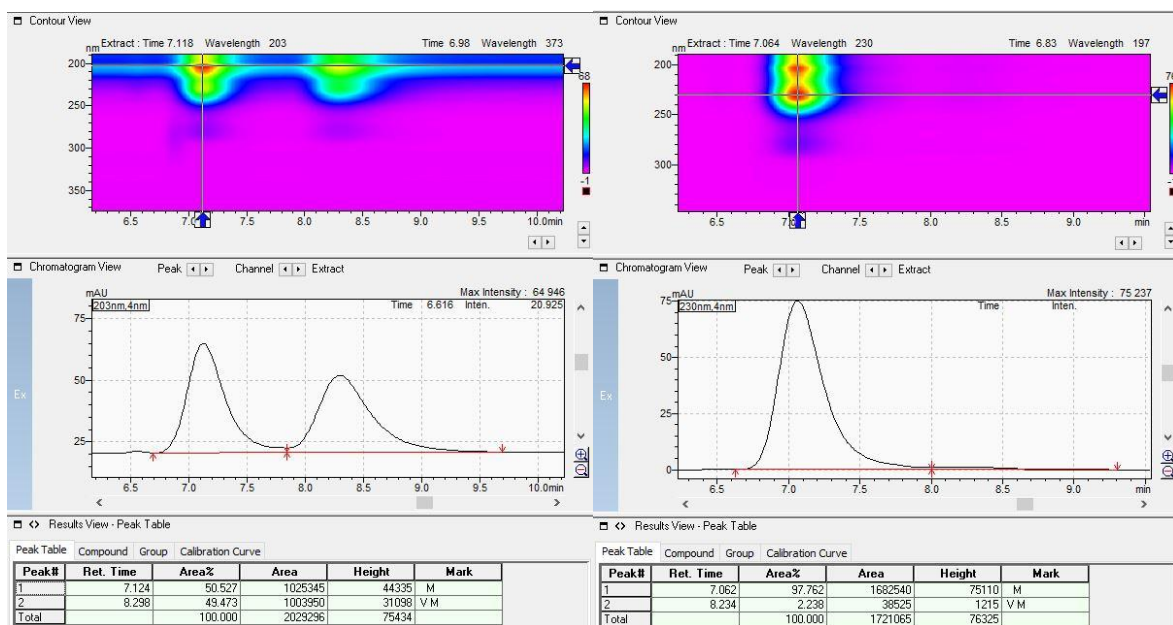 Contour View
nm Extract : Time 7.118 Wavelength 203 Time 6.98 Wavelength 373
200
250
300
350
68
-1
6.5 7.0 7.5 8.0 8.5 9.0 9.5 10.0 min
Chromatogram View Peak Channel Extract
mAU Max Intensity : 64 946
203nm,4nm Time 6.616 Inten. 20.925
75
50
25
Ex
6.5 7.0 7.5 8.0 8.5 9.0 9.5 10.0 min
Results View - Peak Table
Peak Table Compound Group Calibration Curve
Peak# Ret. Time Area% Area Height Mark
1 7.124 50.527 1025345 44335 M
2 8.298 49.473 1003950 31098 V M
Total 100.000 2029296 75434
Contour View
nm Extract : Time 7.064 Wavelength 230 Time 6.83 Wavelength 197
200
250
300
76
6.5 7.0 7.5 8.0 8.5 9.0 min
Chromatogram View Peak Channel Extract
mAU Max Intensity : 75 237
230nm,4nm Time Inten.
75
50
25
0
Ex
6.5 7.0 7.5 8.0 8.5 9.0 min
Results View - Peak Table
Peak Table Compound Group Calibration Curve
Peak# Ret. Time Area% Area Height Mark
1 7.062 97.762 1682540 75110 M
2 8.234 2.238 38525 1215 V M
Total 100.000 1721065 76325